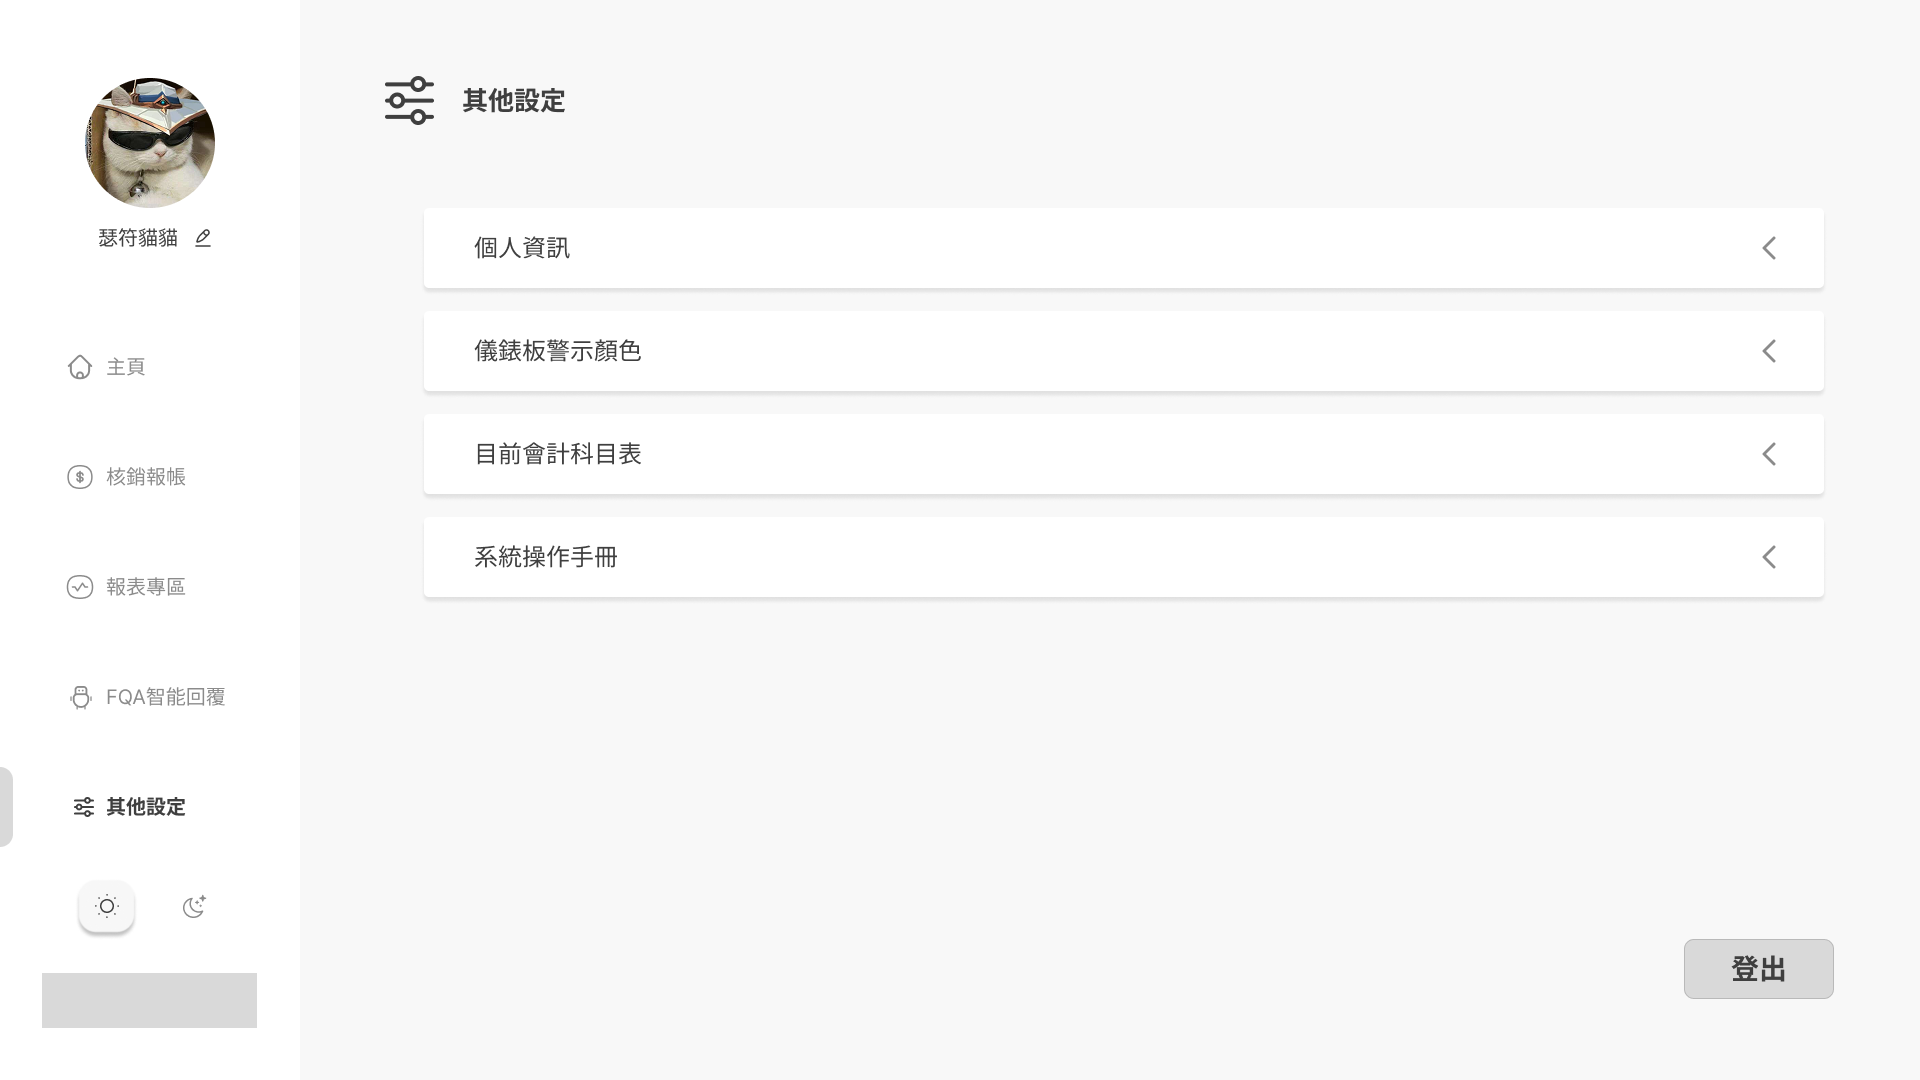 瑟符貓貓
主頁
核銷報帳
報表專區
FQA智能回覆
其他設定
其他設定
個人資訊
儀錶板警示顏色
目前會計科目表
系統操作手冊
登出